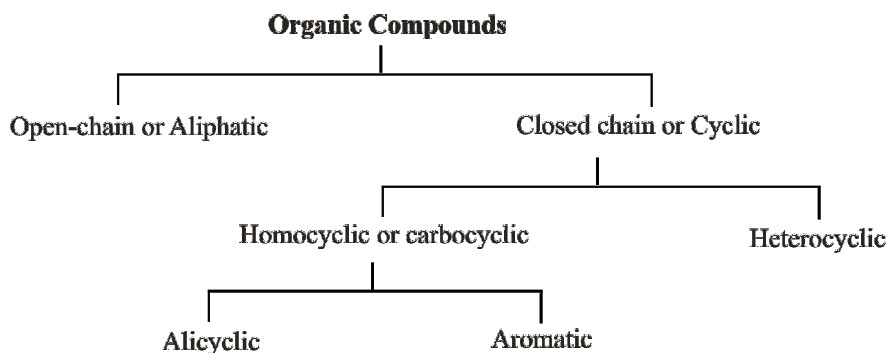 Organic Compounds
Open-chain or Aliphatic
Closed chain or Cyclic
Homocyclic or carbocyclic
Heterocyclic
Alicyclic
Aromatic